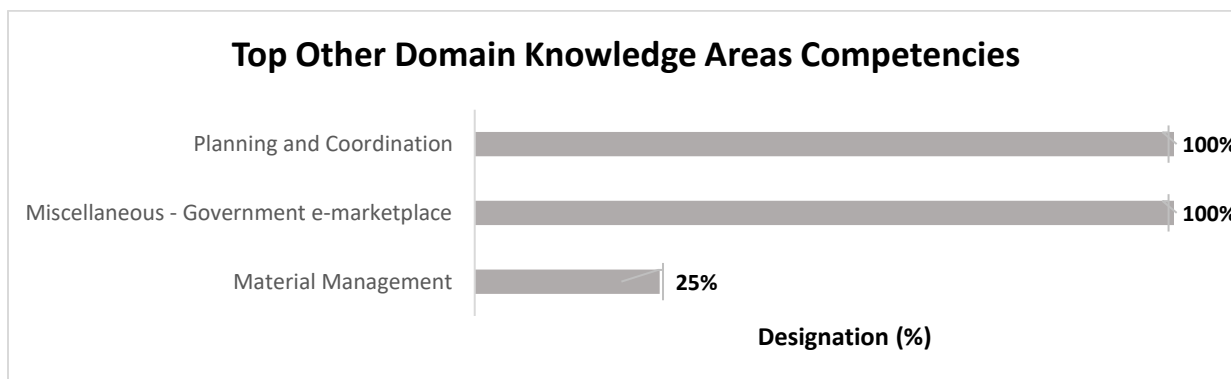 Top Other Domain Knowledge Areas Competencies
Planning and Coordination
100%
Miscellaneous - Government e-marketplace
100%
Material Management
25%
Designation (%)